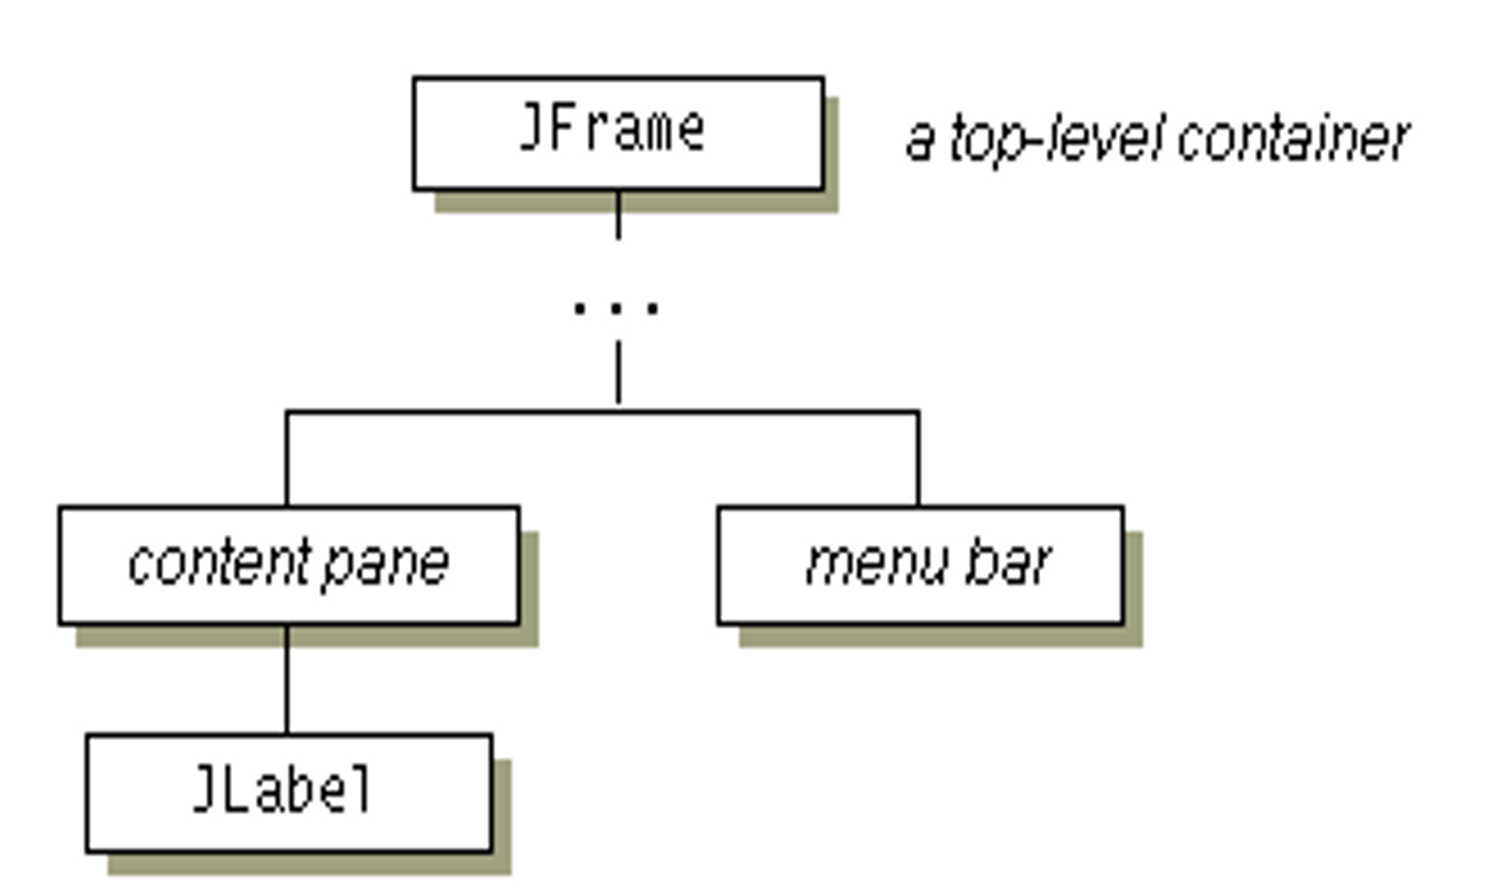 JFrame
a top-level container
...
content pane
menu bar
JLabel